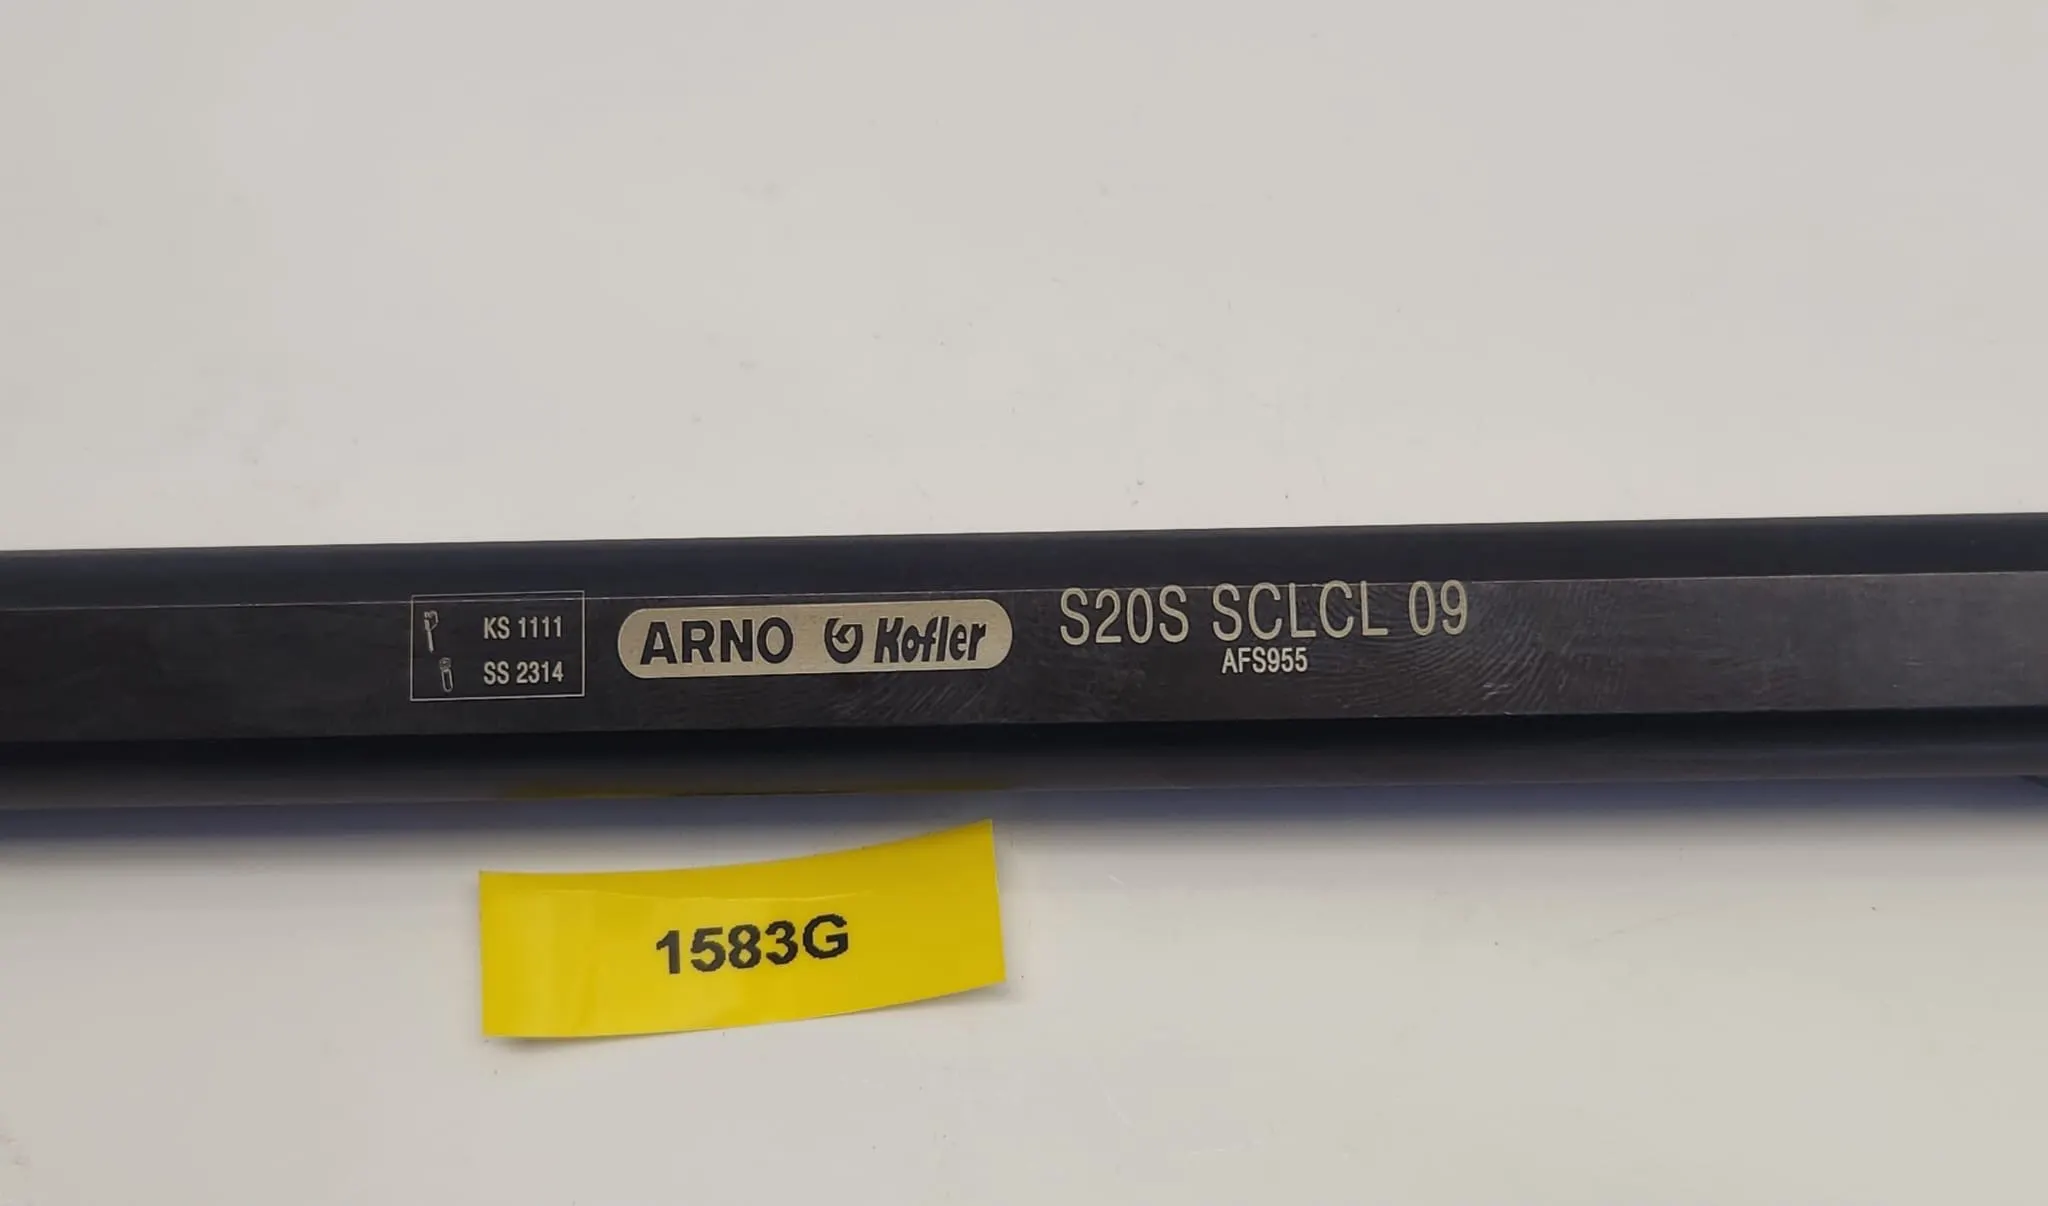 KS 1111
SS 2314
ARNO Kofler
S20S SCLCL 09
AFS955
1583G